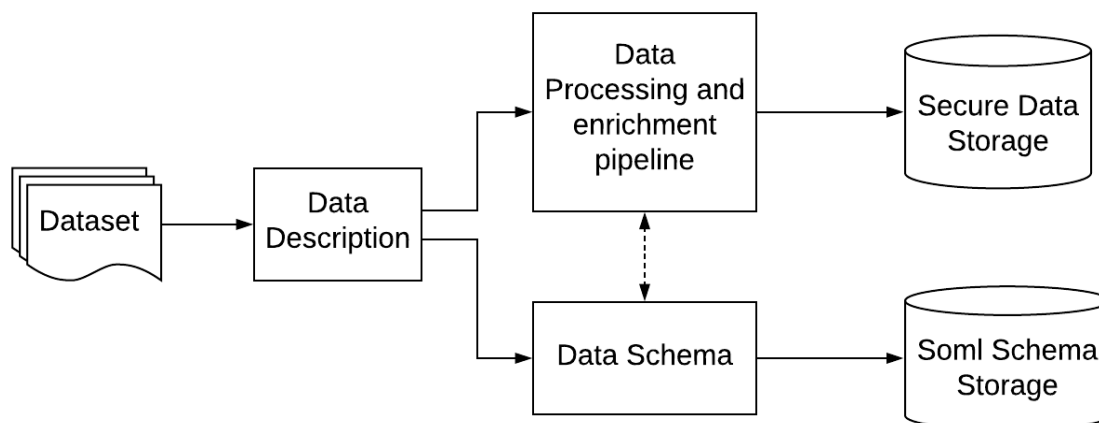 Dataset
Data
Description
Data
Processing and
enrichment
pipeline
Secure Data
Storage
Data Schema
Soml Schema
Storage